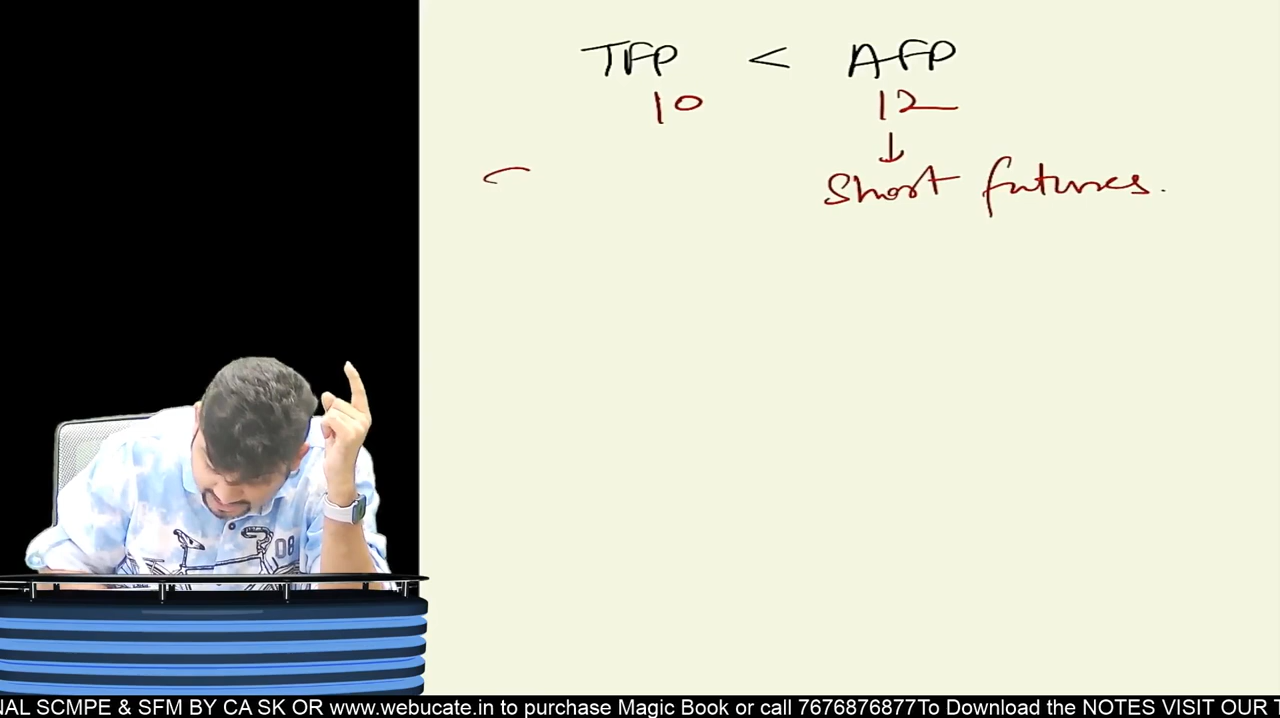 TFP < AFP
10 12
↓
Short futures.
08
NAL SCMPE & SFM BY CA SK OR www.webucate.in to purchase Magic Book or call 7676876877To Download the NOTES VISIT OUR T